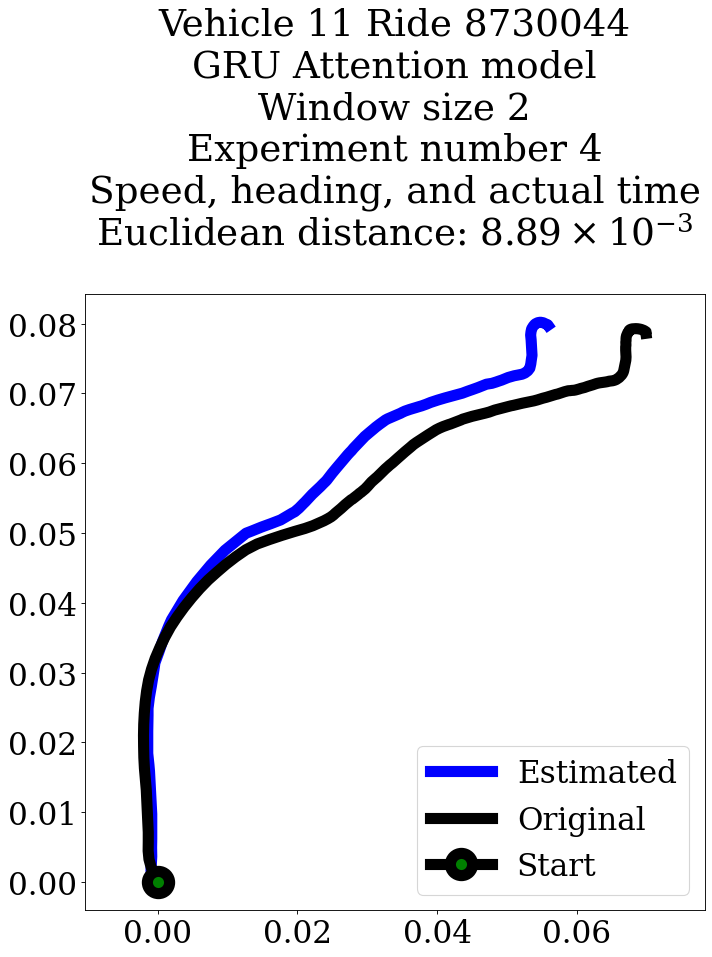 Vehicle 11 Ride 8730044
GRU Attention model
Window size 2
Experiment number 4
Speed, heading, and actual time
Euclidean distance: 8.89 × 10⁻³
0.08
0.07
0.06
0.05
0.04
0.03
0.02
0.01
0.00
Estimated
Original
Start
0.00 0.02 0.04 0.06